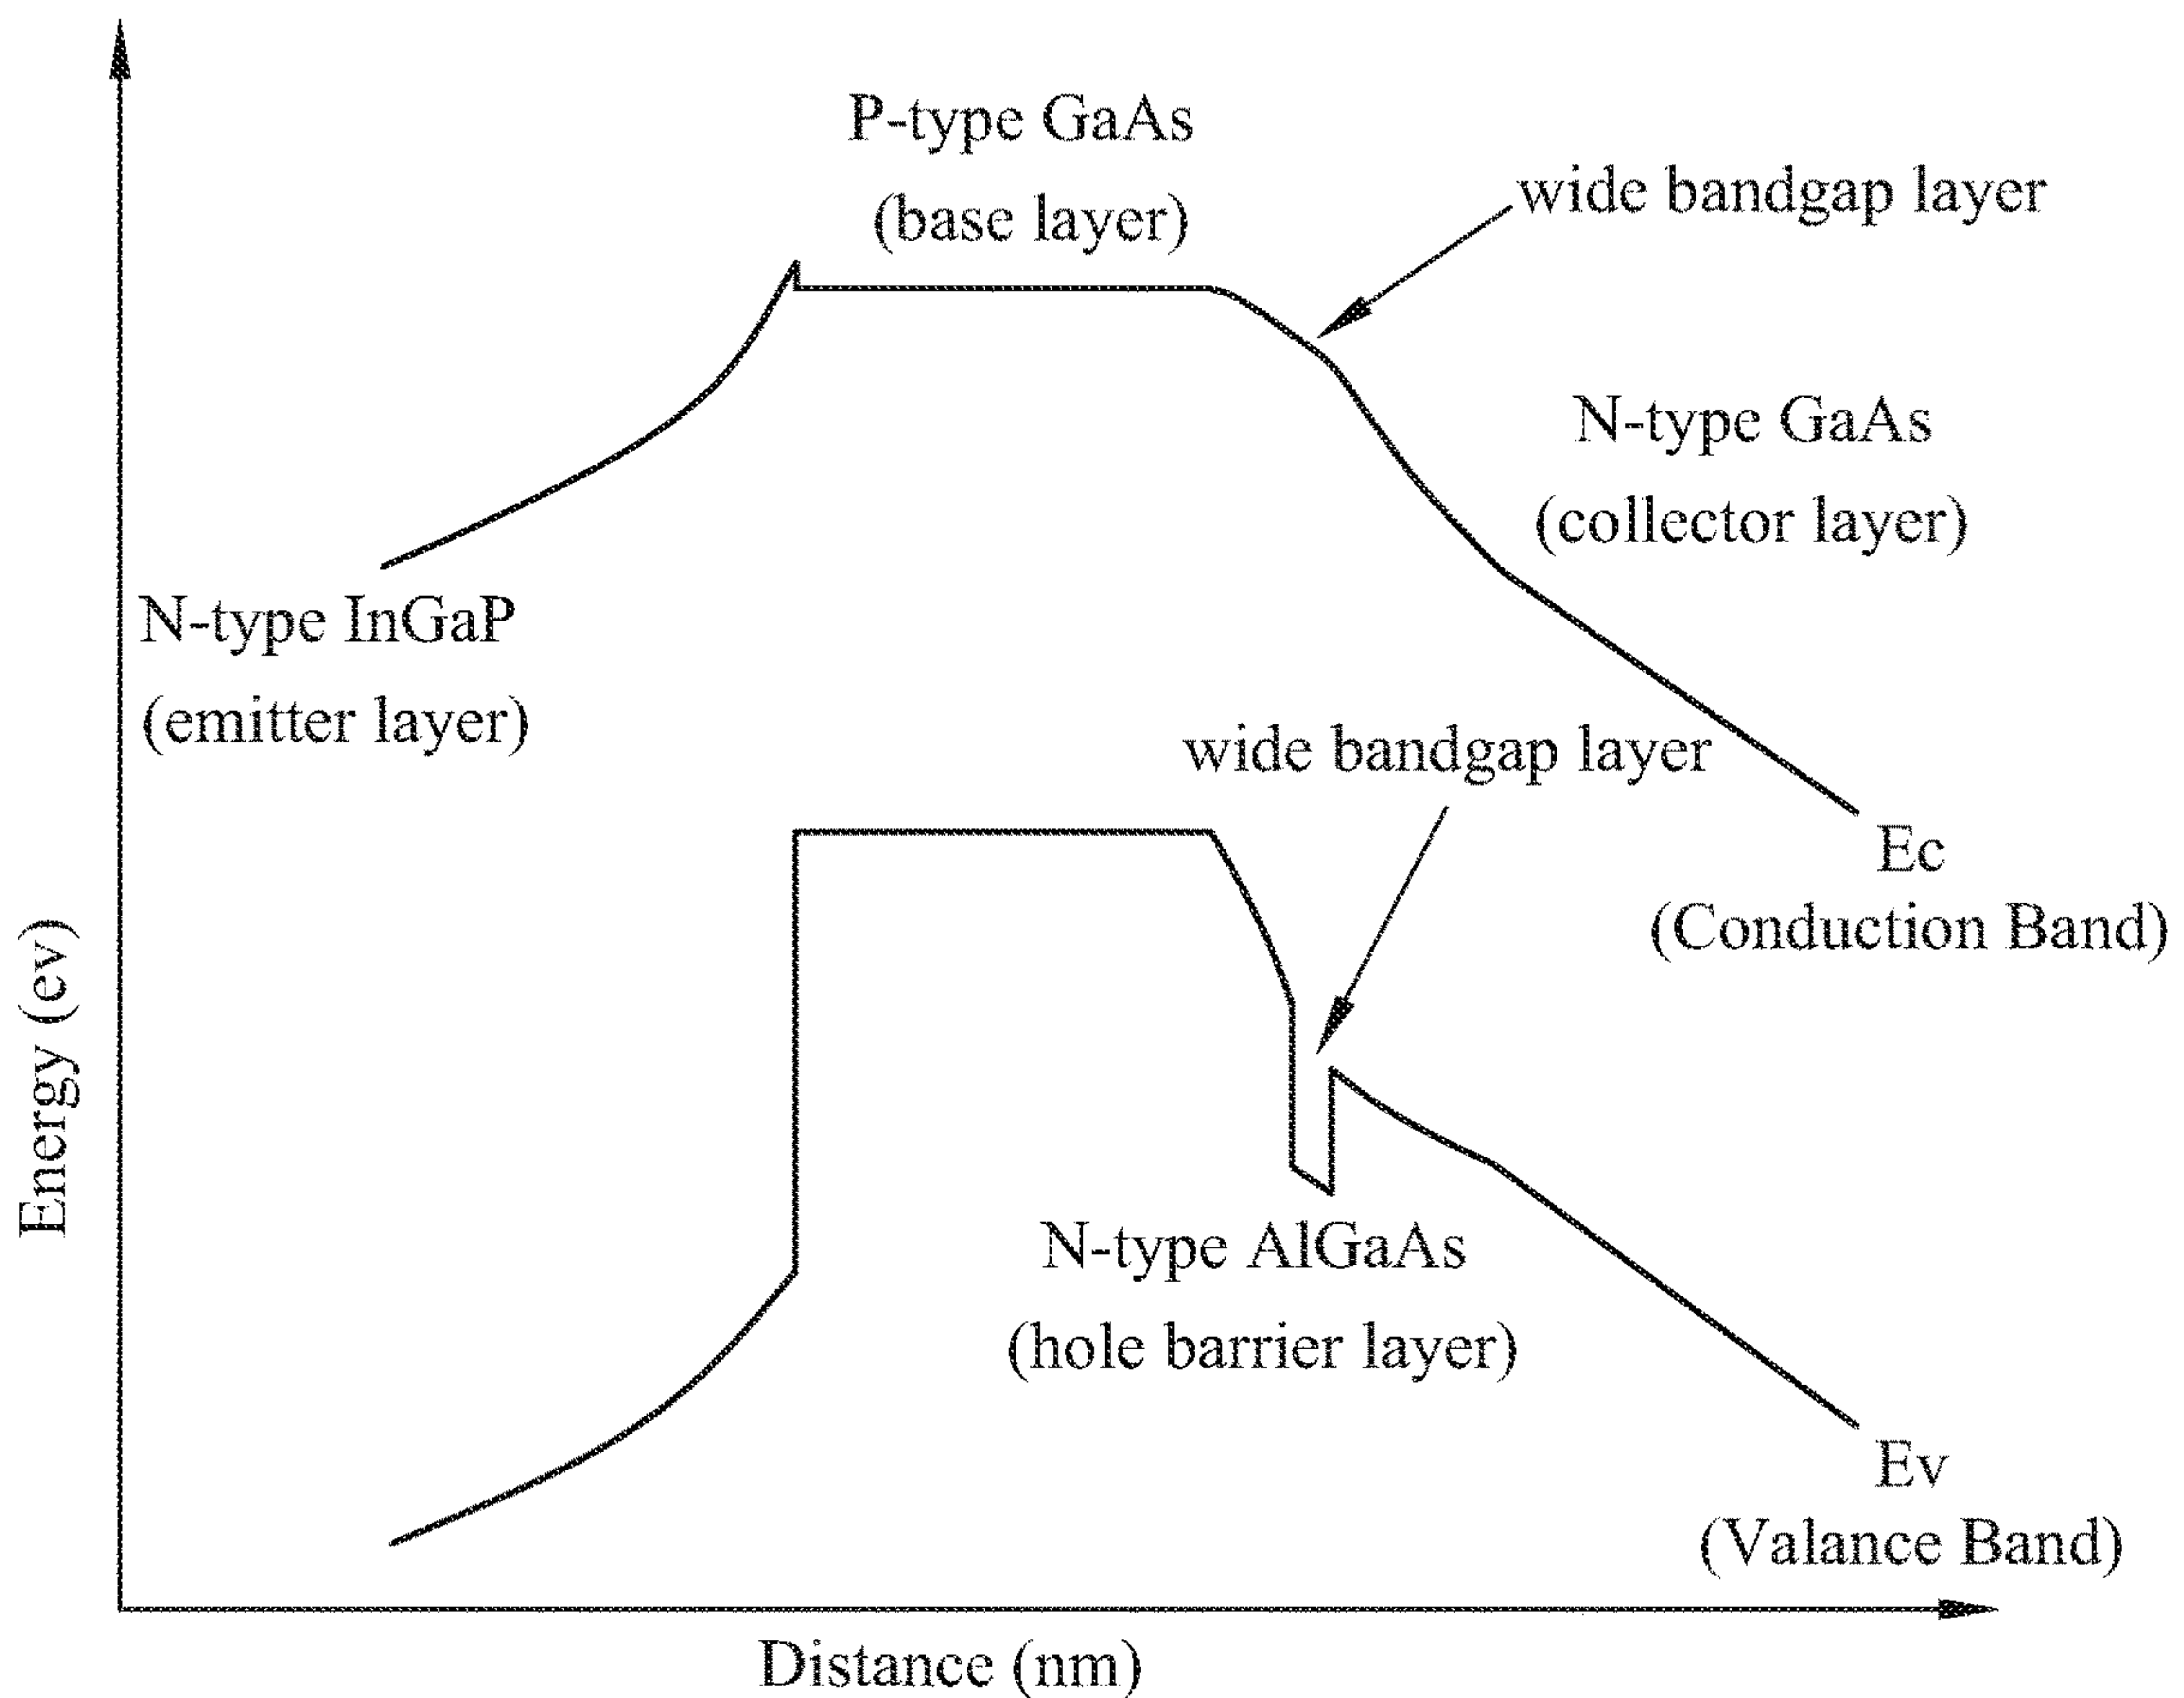 P-type GaAs
(base layer)
wide bandgap layer
N-type GaAs
(collector layer)
N-type InGaP
(emitter layer)
wide bandgap layer
Ec
(Conduction Band)
Energy (ev)
N-type AlGaAs
(hole barrier layer)
Ev
(Valance Band)
Distance (nm)